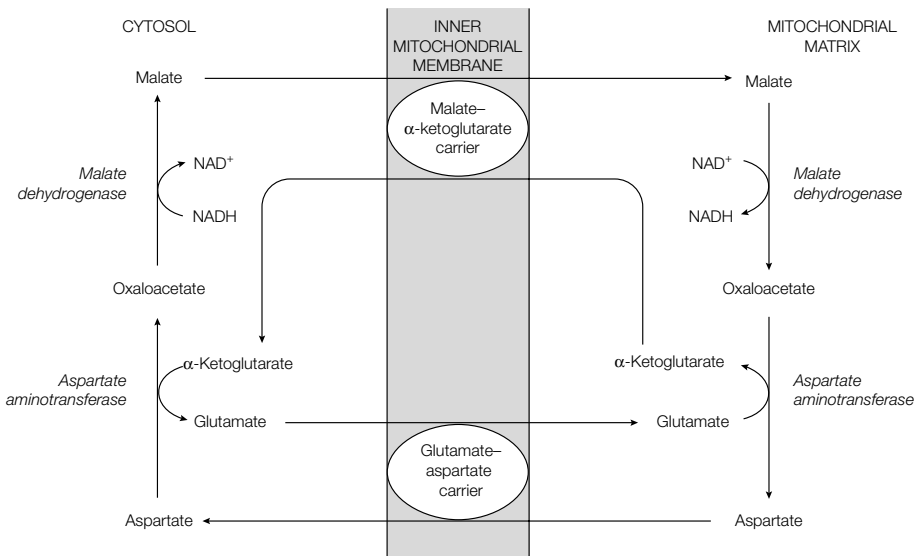 CYTOSOL
INNER
MITOCHONDRIAL
MEMBRANE
MITOCHONDRIAL
MATRIX
Malate
Malate
Malate–
α-ketoglutarate
carrier
Malate
dehydrogenase
NAD⁺
NADH
NAD⁺
NADH
Malate
dehydrogenase
Oxaloacetate
Oxaloacetate
Aspartate
aminotransferase
α-Ketoglutarate
Glutamate
α-Ketoglutarate
Glutamate
Aspartate
aminotransferase
Glutamate–
aspartate
carrier
Aspartate
Aspartate